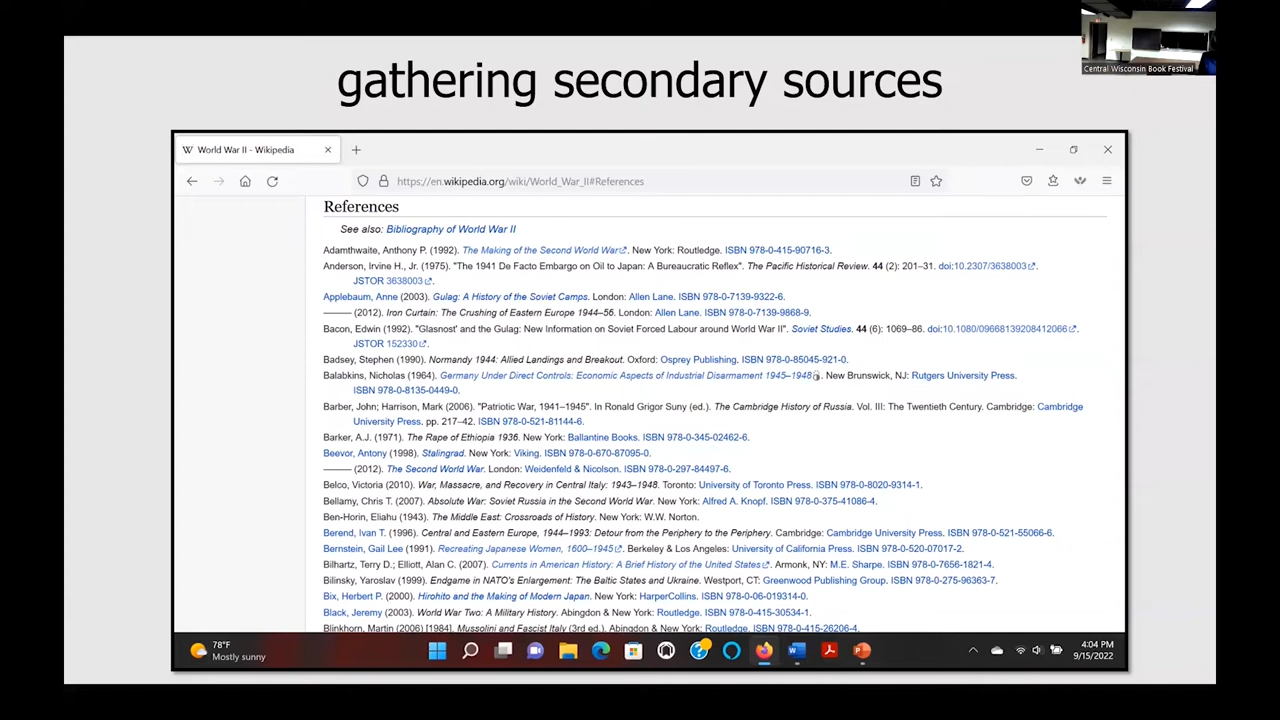 gathering secondary sources
Central Wisconsin Book Festival
W World War II - Wikipedia
https://en.wikipedia.org/wiki/World_War_II#References
References
See also: Bibliography of World War II
Adamthwaite, Anthony P. (1992). The Making of the Second World War. New York: Routledge. ISBN 978-0-415-90716-3.
Anderson, Irvine H., Jr. (1975). "The 1941 De Facto Embargo on Oil to Japan: A Bureaucratic Reflex". The Pacific Historical Review. 44 (2): 201–31. doi:10.2307/3638003.
JSTOR 3638003.
Applebaum, Anne (2003). Gulag: A History of the Soviet Camps. London: Allen Lane. ISBN 978-0-7139-9322-6.
——— (2012). Iron Curtain: The Crushing of Eastern Europe 1944–56. London: Allen Lane. ISBN 978-0-7139-9868-9.
Bacon, Edwin (1992). "Glasnost' and the Gulag: New Information on Soviet Forced Labour around World War II". Soviet Studies. 44 (6): 1069–86. doi:10.1080/09668139208412066.
JSTOR 152330.
Badsey, Stephen (1990). Normandy 1944: Allied Landings and Breakout. Oxford: Osprey Publishing. ISBN 978-0-85045-921-0.
Balabkins, Nicholas (1964). Germany Under Direct Controls: Economic Aspects of Industrial Disarmament 1945–1948. New Brunswick, NJ: Rutgers University Press.
ISBN 978-0-8135-0449-0.
Barber, John; Harrison, Mark (2006). "Patriotic War, 1941–1945". In Ronald Grigor Suny (ed.). The Cambridge History of Russia. Vol. III: The Twentieth Century. Cambridge: Cambridge
University Press. pp. 217–42. ISBN 978-0-521-81144-6.
Barker, A.J. (1971). The Rape of Ethiopia 1936. New York: Ballantine Books. ISBN 978-0-345-02462-6.
Beevor, Antony (1998). Stalingrad. New York: Viking. ISBN 978-0-670-87095-0.
——— (2012). The Second World War. London: Weidenfeld & Nicolson. ISBN 978-0-297-84497-6.
Belco, Victoria (2010). War, Massacre, and Recovery in Central Italy: 1943–1948. Toronto: University of Toronto Press. ISBN 978-0-8020-9314-1.
Bellamy, Chris T. (2007). Absolute War: Soviet Russia in the Second World War. New York: Alfred A. Knopf. ISBN 978-0-375-41086-4.
Ben-Horin, Eliahu (1943). The Middle East: Crossroads of History. New York: W.W. Norton.
Berend, Ivan T. (1996). Central and Eastern Europe, 1944–1993: Detour from the Periphery to the Periphery. Cambridge: Cambridge University Press. ISBN 978-0-521-55066-6.
Bernstein, Gail Lee (1991). Recreating Japanese Women, 1600–1945. Berkeley & Los Angeles: University of California Press. ISBN 978-0-520-07017-2.
Bilhartz, Terry D.; Elliott, Alan C. (2007). Currents in American History: A Brief History of the United States. Armonk, NY: M.E. Sharpe. ISBN 978-0-7656-1821-4.
Bilinsky, Yaroslav (1999). Endgame in NATO's Enlargement: The Baltic States and Ukraine. Westport, CT: Greenwood Publishing Group. ISBN 978-0-275-96363-7.
Bix, Herbert P. (2000). Hirohito and the Making of Modern Japan. New York: HarperCollins. ISBN 978-0-06-019314-0.
Black, Jeremy (2003). World War Two: A Military History. Abingdon & New York: Routledge. ISBN 978-0-415-30534-1.
Blinkhorn, Martin (2006) [1984]. Mussolini and Fascist Italy (3rd ed.). Abingdon & New York: Routledge. ISBN 978-0-415-26206-4.
78°F
Mostly sunny
4:04 PM
9/15/2022